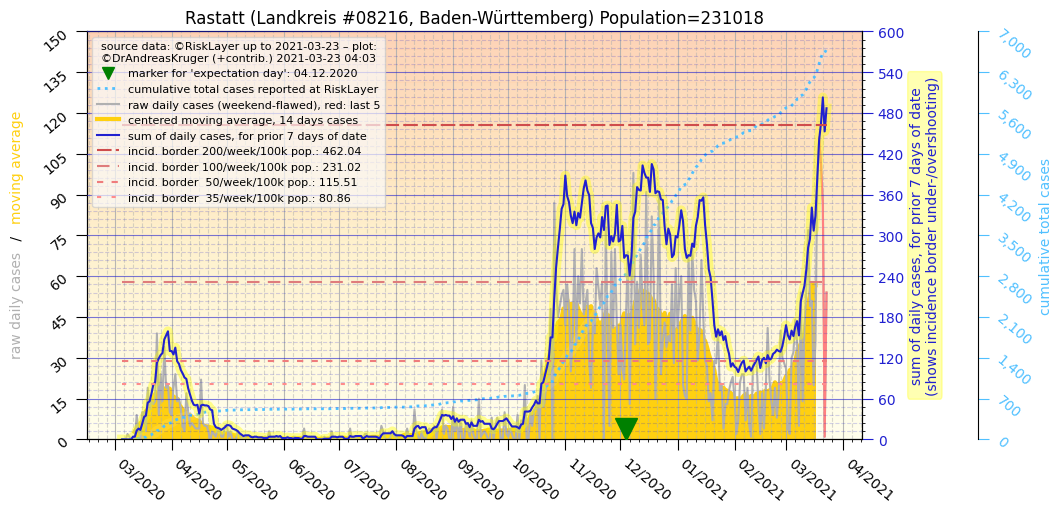 Rastatt (Landkreis #08216, Baden-Württemberg) Population=231018
source data: ©RiskLayer up to 2021-03-23 – plot:
©DrAndreasKruger (+contrib.) 2021-03-23 04:03
marker for 'expectation day': 04.12.2020
cumulative total cases reported at RiskLayer
raw daily cases (weekend-flawed), red: last 5
centered moving average, 14 days cases
sum of daily cases, for prior 7 days of date
incid. border 200/week/100k pop.: 462.04
incid. border 100/week/100k pop.: 231.02
incid. border  50/week/100k pop.: 115.51
incid. border  35/week/100k pop.: 80.86
raw daily cases / moving average
150
135
120
105
90
75
60
45
30
15
0
600
540
480
420
360
300
240
180
120
60
0
sum of daily cases, for prior 7 days of date
(shows incidence border under-/overshooting)
7,000
6,300
5,600
4,900
4,200
3,500
2,800
2,100
1,400
700
0
cumulative total cases
03/2020
04/2020
05/2020
06/2020
07/2020
08/2020
09/2020
10/2020
11/2020
12/2020
01/2021
02/2021
03/2021
04/2021